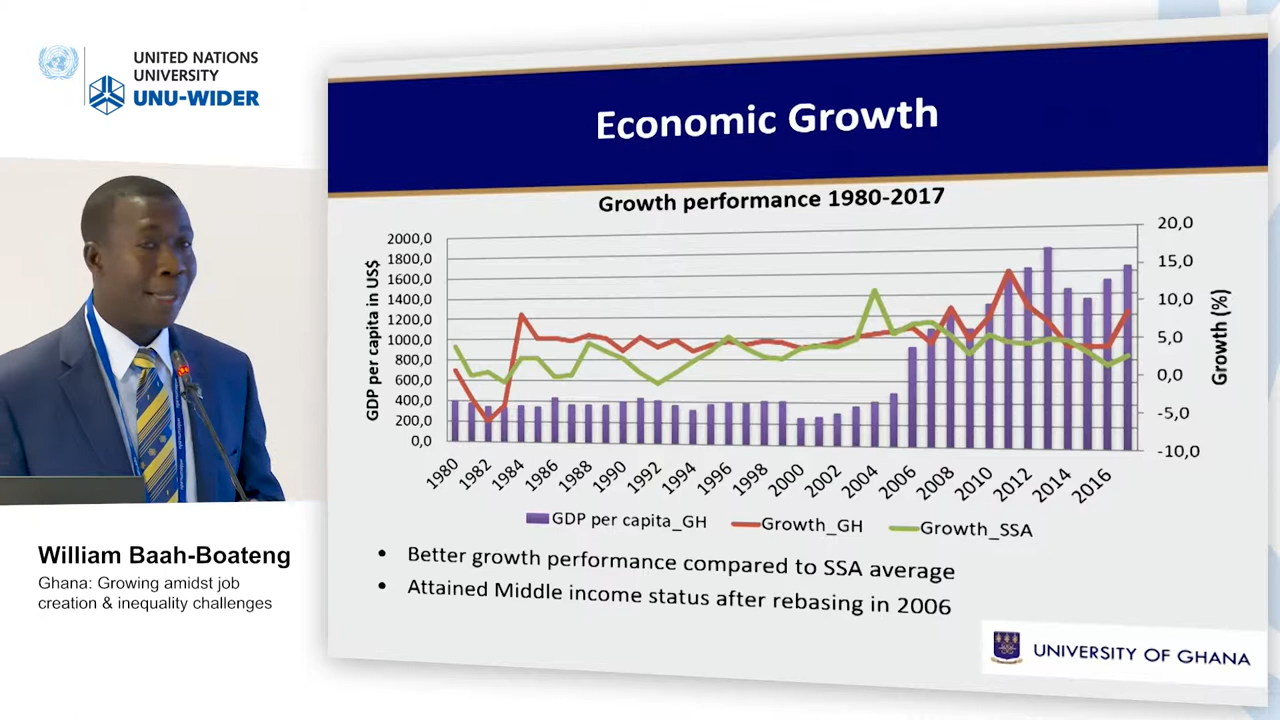 UNITED NATIONS
UNIVERSITY
UNU-WIDER
Economic Growth
Growth performance 1980-2017
GDP per capita in US$
2000,0
1800,0
1600,0
1400,0
1200,0
1000,0
800,0
600,0
400,0
200,0
0,0
20,0
15,0
10,0
5,0
0,0
-5,0
-10,0
Growth (%)
1980
1982
1984
1986
1988
1990
1992
1994
1996
1998
2000
2002
2004
2006
2008
2010
2012
2014
2016
GDP per capita_GH
Growth_GH
Growth_SSA
• Better growth performance compared to SSA average
• Attained Middle income status after rebasing in 2006
UNIVERSITY OF GHANA
William Baah-Boateng
Ghana: Growing amidst job
creation & inequality challenges